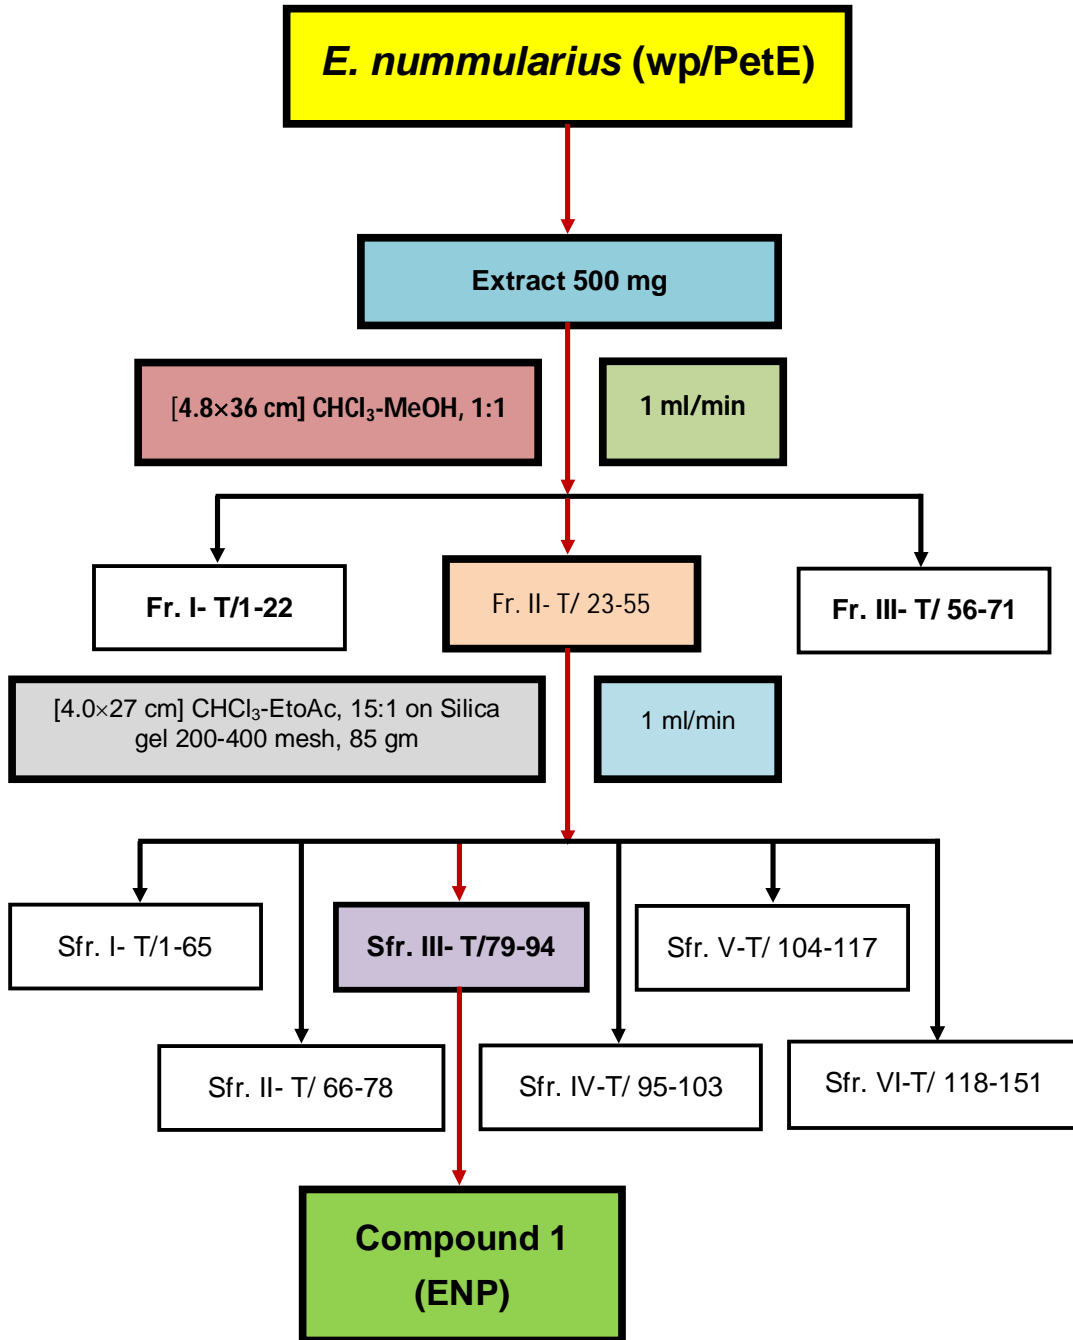 E. nummularius (wp/PetE)
Extract 500 mg
[4.8×36 cm] CHCl₃-MeOH, 1:1
1 ml/min
Fr. I- T/1-22
Fr. II- T/ 23-55
Fr. III- T/ 56-71
[4.0×27 cm] CHCl₃-EtoAc, 15:1 on Silica
gel 200-400 mesh, 85 gm
1 ml/min
Sfr. I- T/1-65
Sfr. III- T/79-94
Sfr. V-T/ 104-117
Sfr. II- T/ 66-78
Sfr. IV-T/ 95-103
Sfr. VI-T/ 118-151
Compound 1
(ENP)